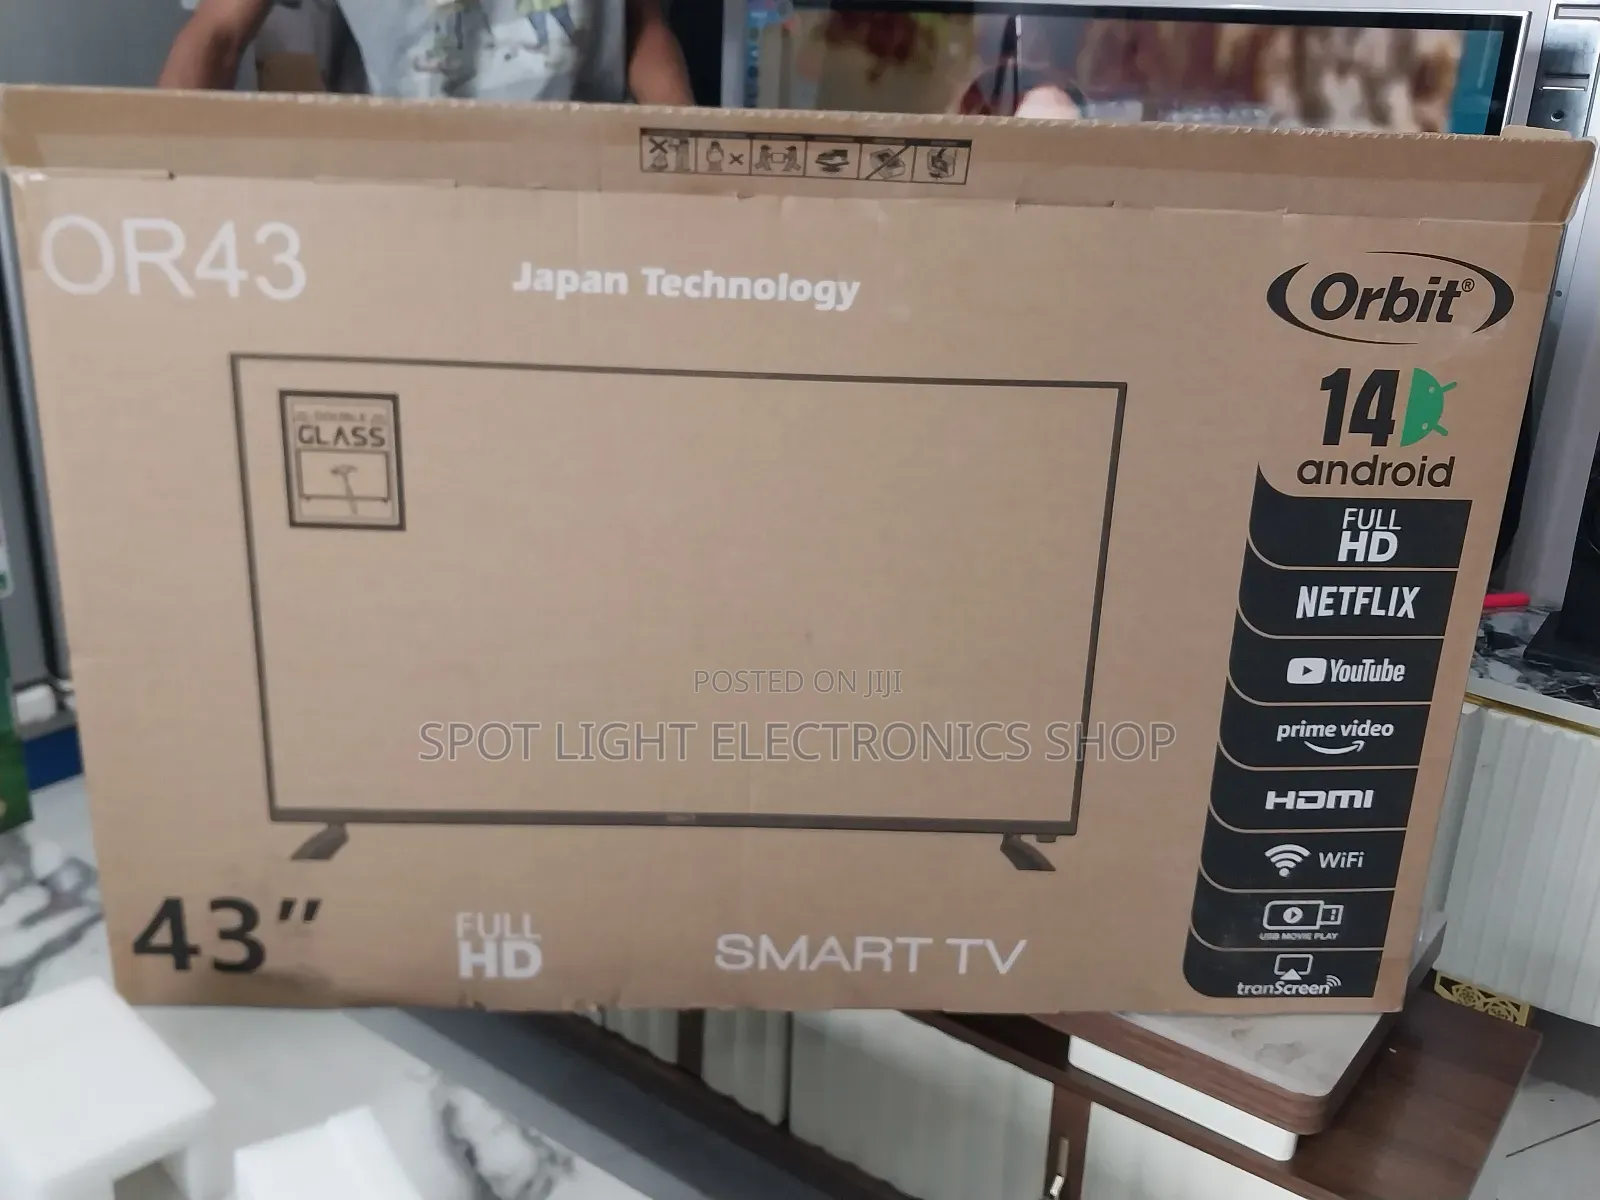 OR43
Japan Technology
Orbit®
14
android
DOUBLE
GLASS
FULL
HD
NETFLIX
YouTube
prime video
HDMI
WiFi
USB MOVIE PLAY
tranScreen
POSTED ON JIJI
SPOT LIGHT ELECTRONICS SHOP
43”
FULL
HD
SMART TV